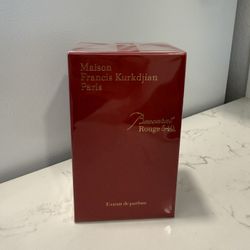 Maison
Francis Kurkdjian
Paris
Baccarat
Rouge 540
Extrait de parfum